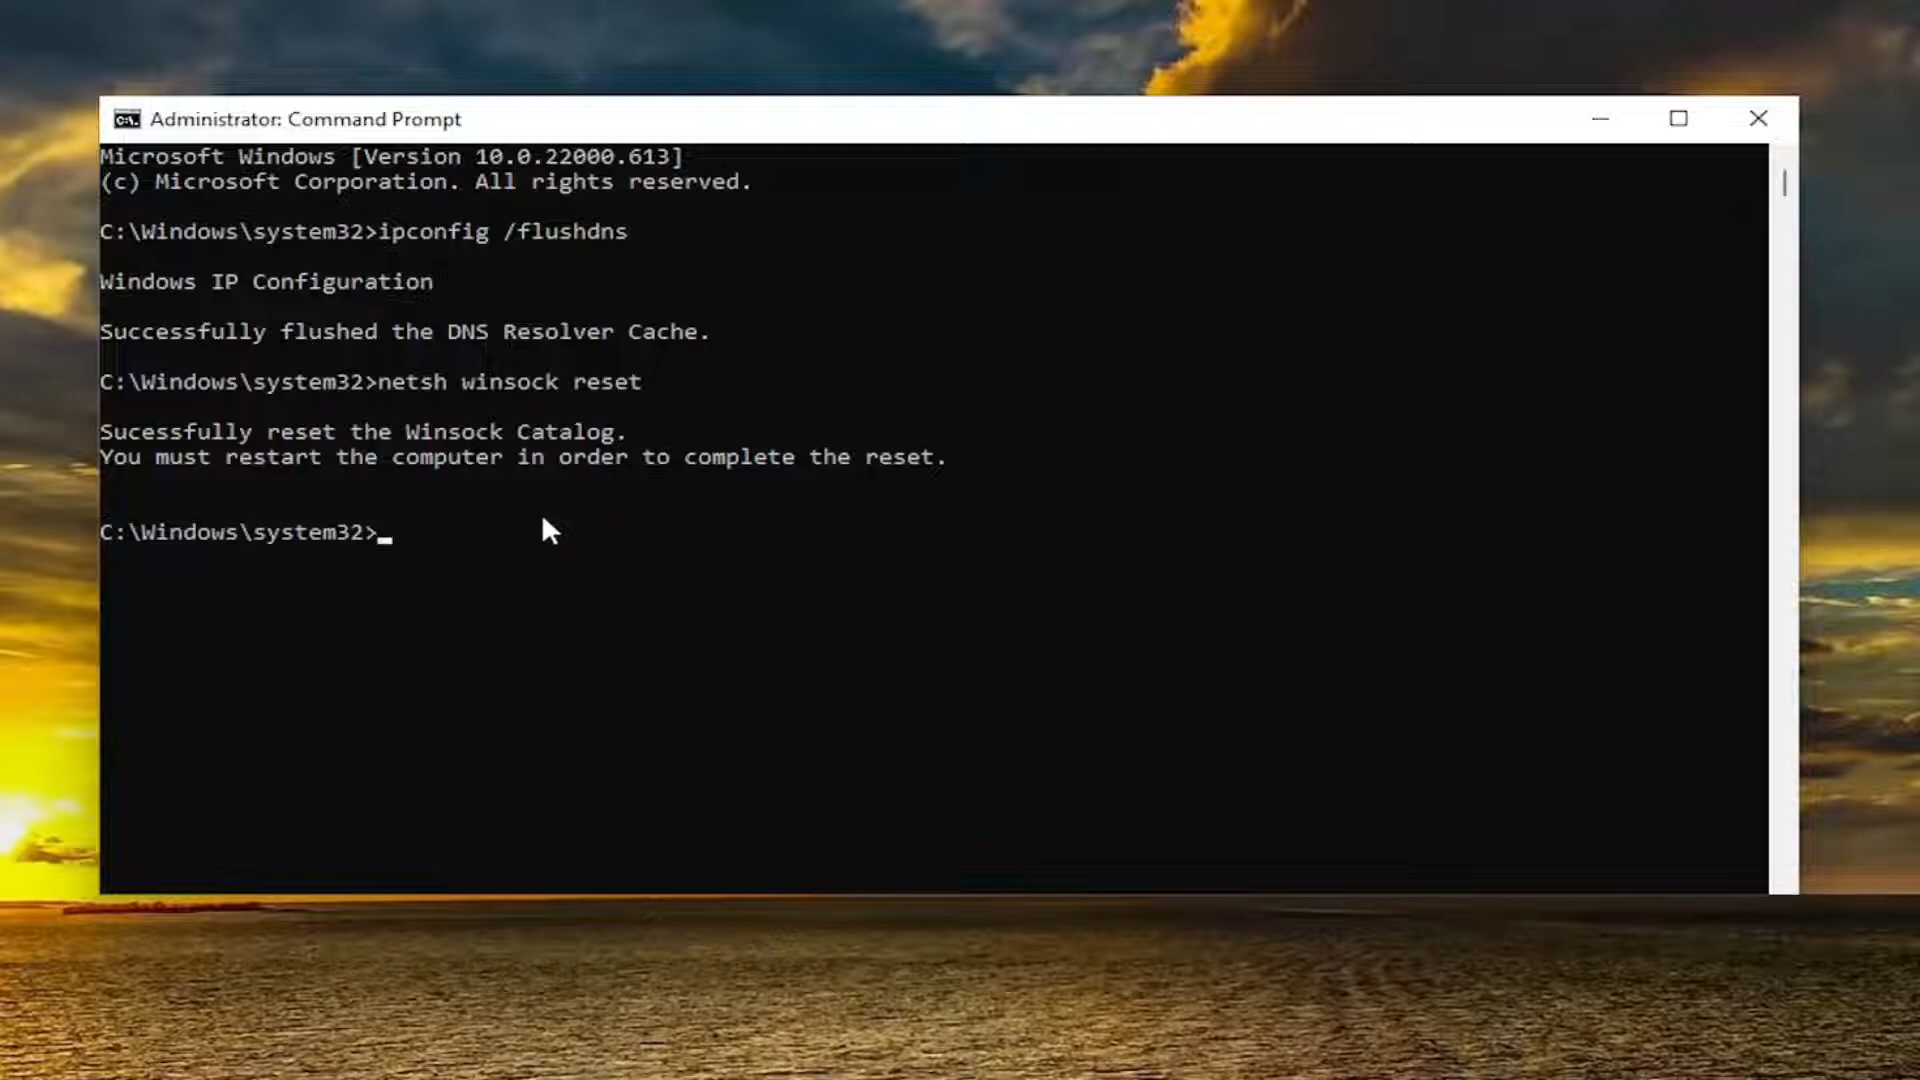 Administrator: Command Prompt
Microsoft Windows [Version 10.0.22000.613]
(c) Microsoft Corporation. All rights reserved.
C:\Windows\system32>ipconfig /flushdns
Windows IP Configuration
Successfully flushed the DNS Resolver Cache.
C:\Windows\system32>netsh winsock reset
Sucessfully reset the Winsock Catalog.
You must restart the computer in order to complete the reset.
C:\Windows\system32>